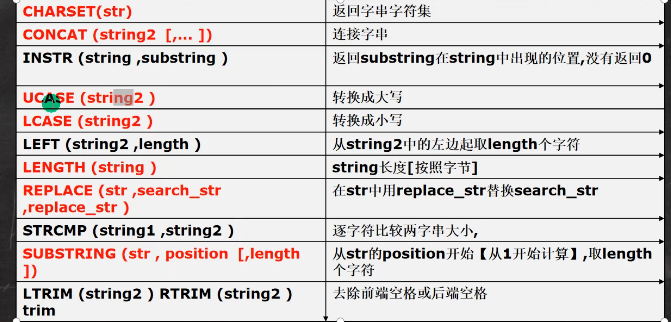 CHARSET(str) 返回字串字符集
CONCAT (string2 [,... ]) 连接字串
INSTR (string ,substring ) 返回substring在string中出现的位置,没有返回0
UCASE (string2 ) 转换成大写
LCASE (string2 ) 转换成小写
LEFT (string2 ,length ) 从string2中的左边起取length个字符
LENGTH (string ) string长度[按照字节]
REPLACE (str ,search_str 在str中用replace_str替换search_str
,replace_str )
STRCMP (string1 ,string2 ) 逐字符比较两字串大小,
SUBSTRING (str , position [,length 从str的position开始【从1开始计算】,取length
]) 个字符
LTRIM (string2 ) RTRIM (string2 ) 去除前端空格或后端空格
trim